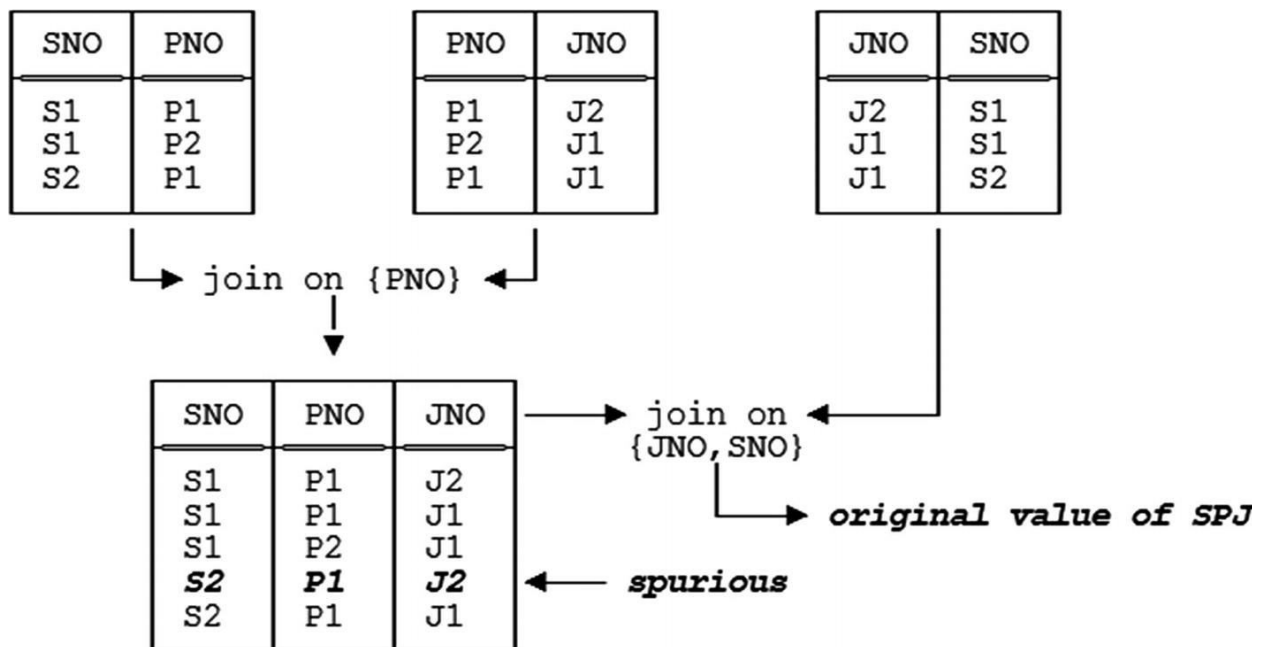 SNO PNO PNO JNO JNO SNO
S1 P1 P1 J2 J2 S1
S1 P2 P2 J1 J1 S1
S2 P1 P1 J1 J1 S2
join on {PNO}
SNO PNO JNO join on
{JNO,SNO}
S1 P1 J2
S1 P1 J1 original value of SPJ
S1 P2 J1
S2 P1 J2 spurious
S2 P1 J1